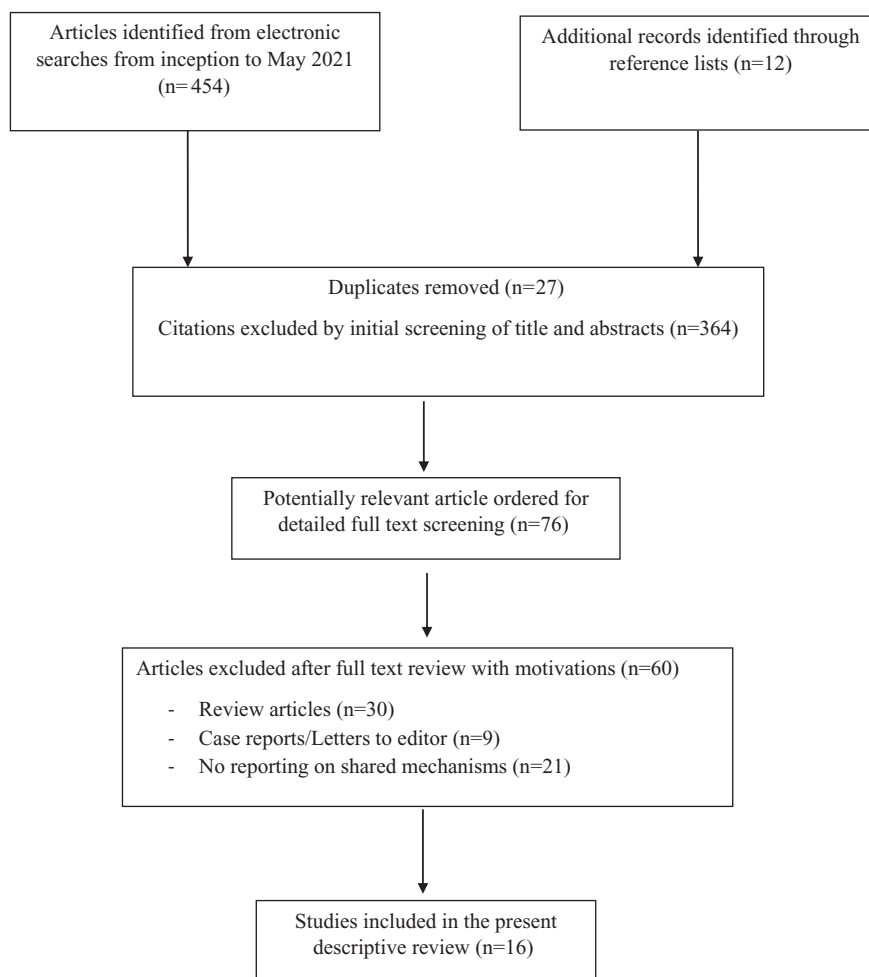 Articles identified from electronic
searches from inception to May 2021
(n= 454)
Additional records identified through
reference lists (n=12)
Duplicates removed (n=27)
Citations excluded by initial screening of title and abstracts (n=364)
Potentially relevant article ordered for
detailed full text screening (n=76)
Articles excluded after full text review with motivations (n=60)
- Review articles (n=30)
- Case reports/Letters to editor (n=9)
- No reporting on shared mechanisms (n=21)
Studies included in the present
descriptive review (n=16)